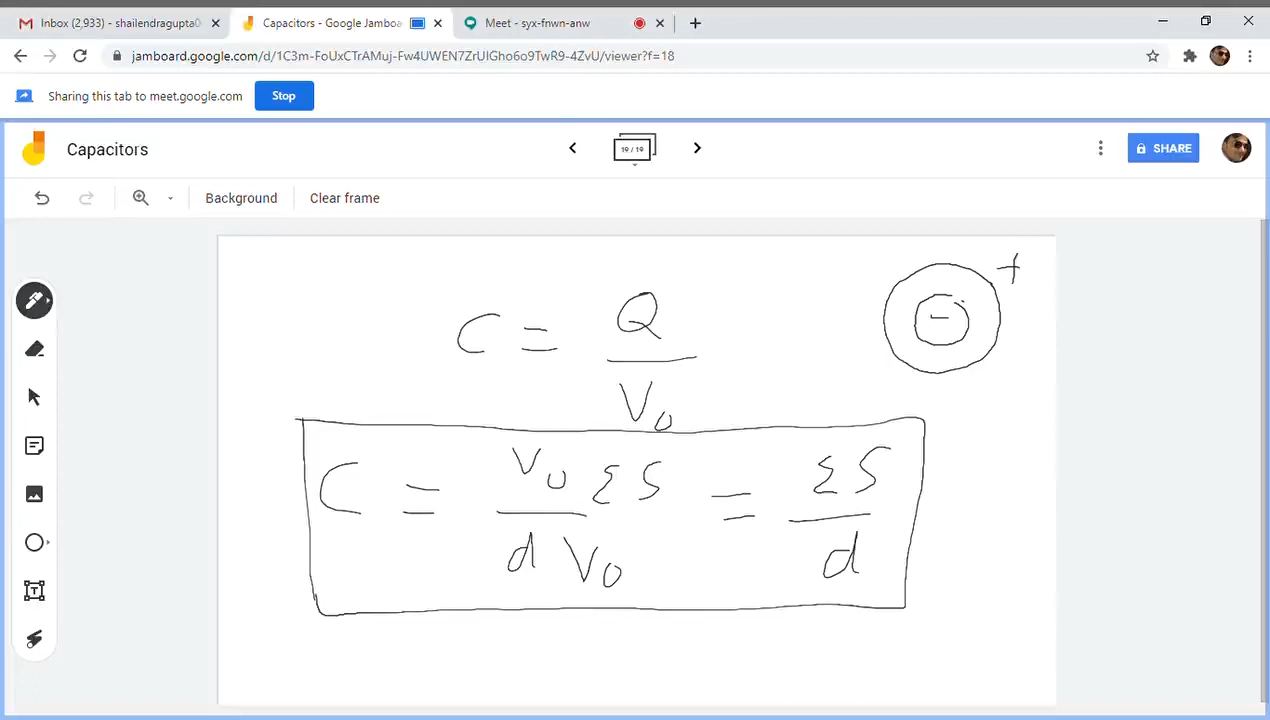 Inbox (2,933) - shailendragupta0
Capacitors - Google Jamboa
Meet - syx-fnwn-anw
jamboard.google.com/d/1C3m-FoUxCTrAMuj-Fw4UWEN7ZrUIGho6o9TwR9-4ZvU/viewer?f=18
Sharing this tab to meet.google.com Stop
Capacitors
19 / 19
SHARE
Background Clear frame
+
-
C = Q / V₀
C = V₀ Σ S / d V₀ = Σ S / d
T